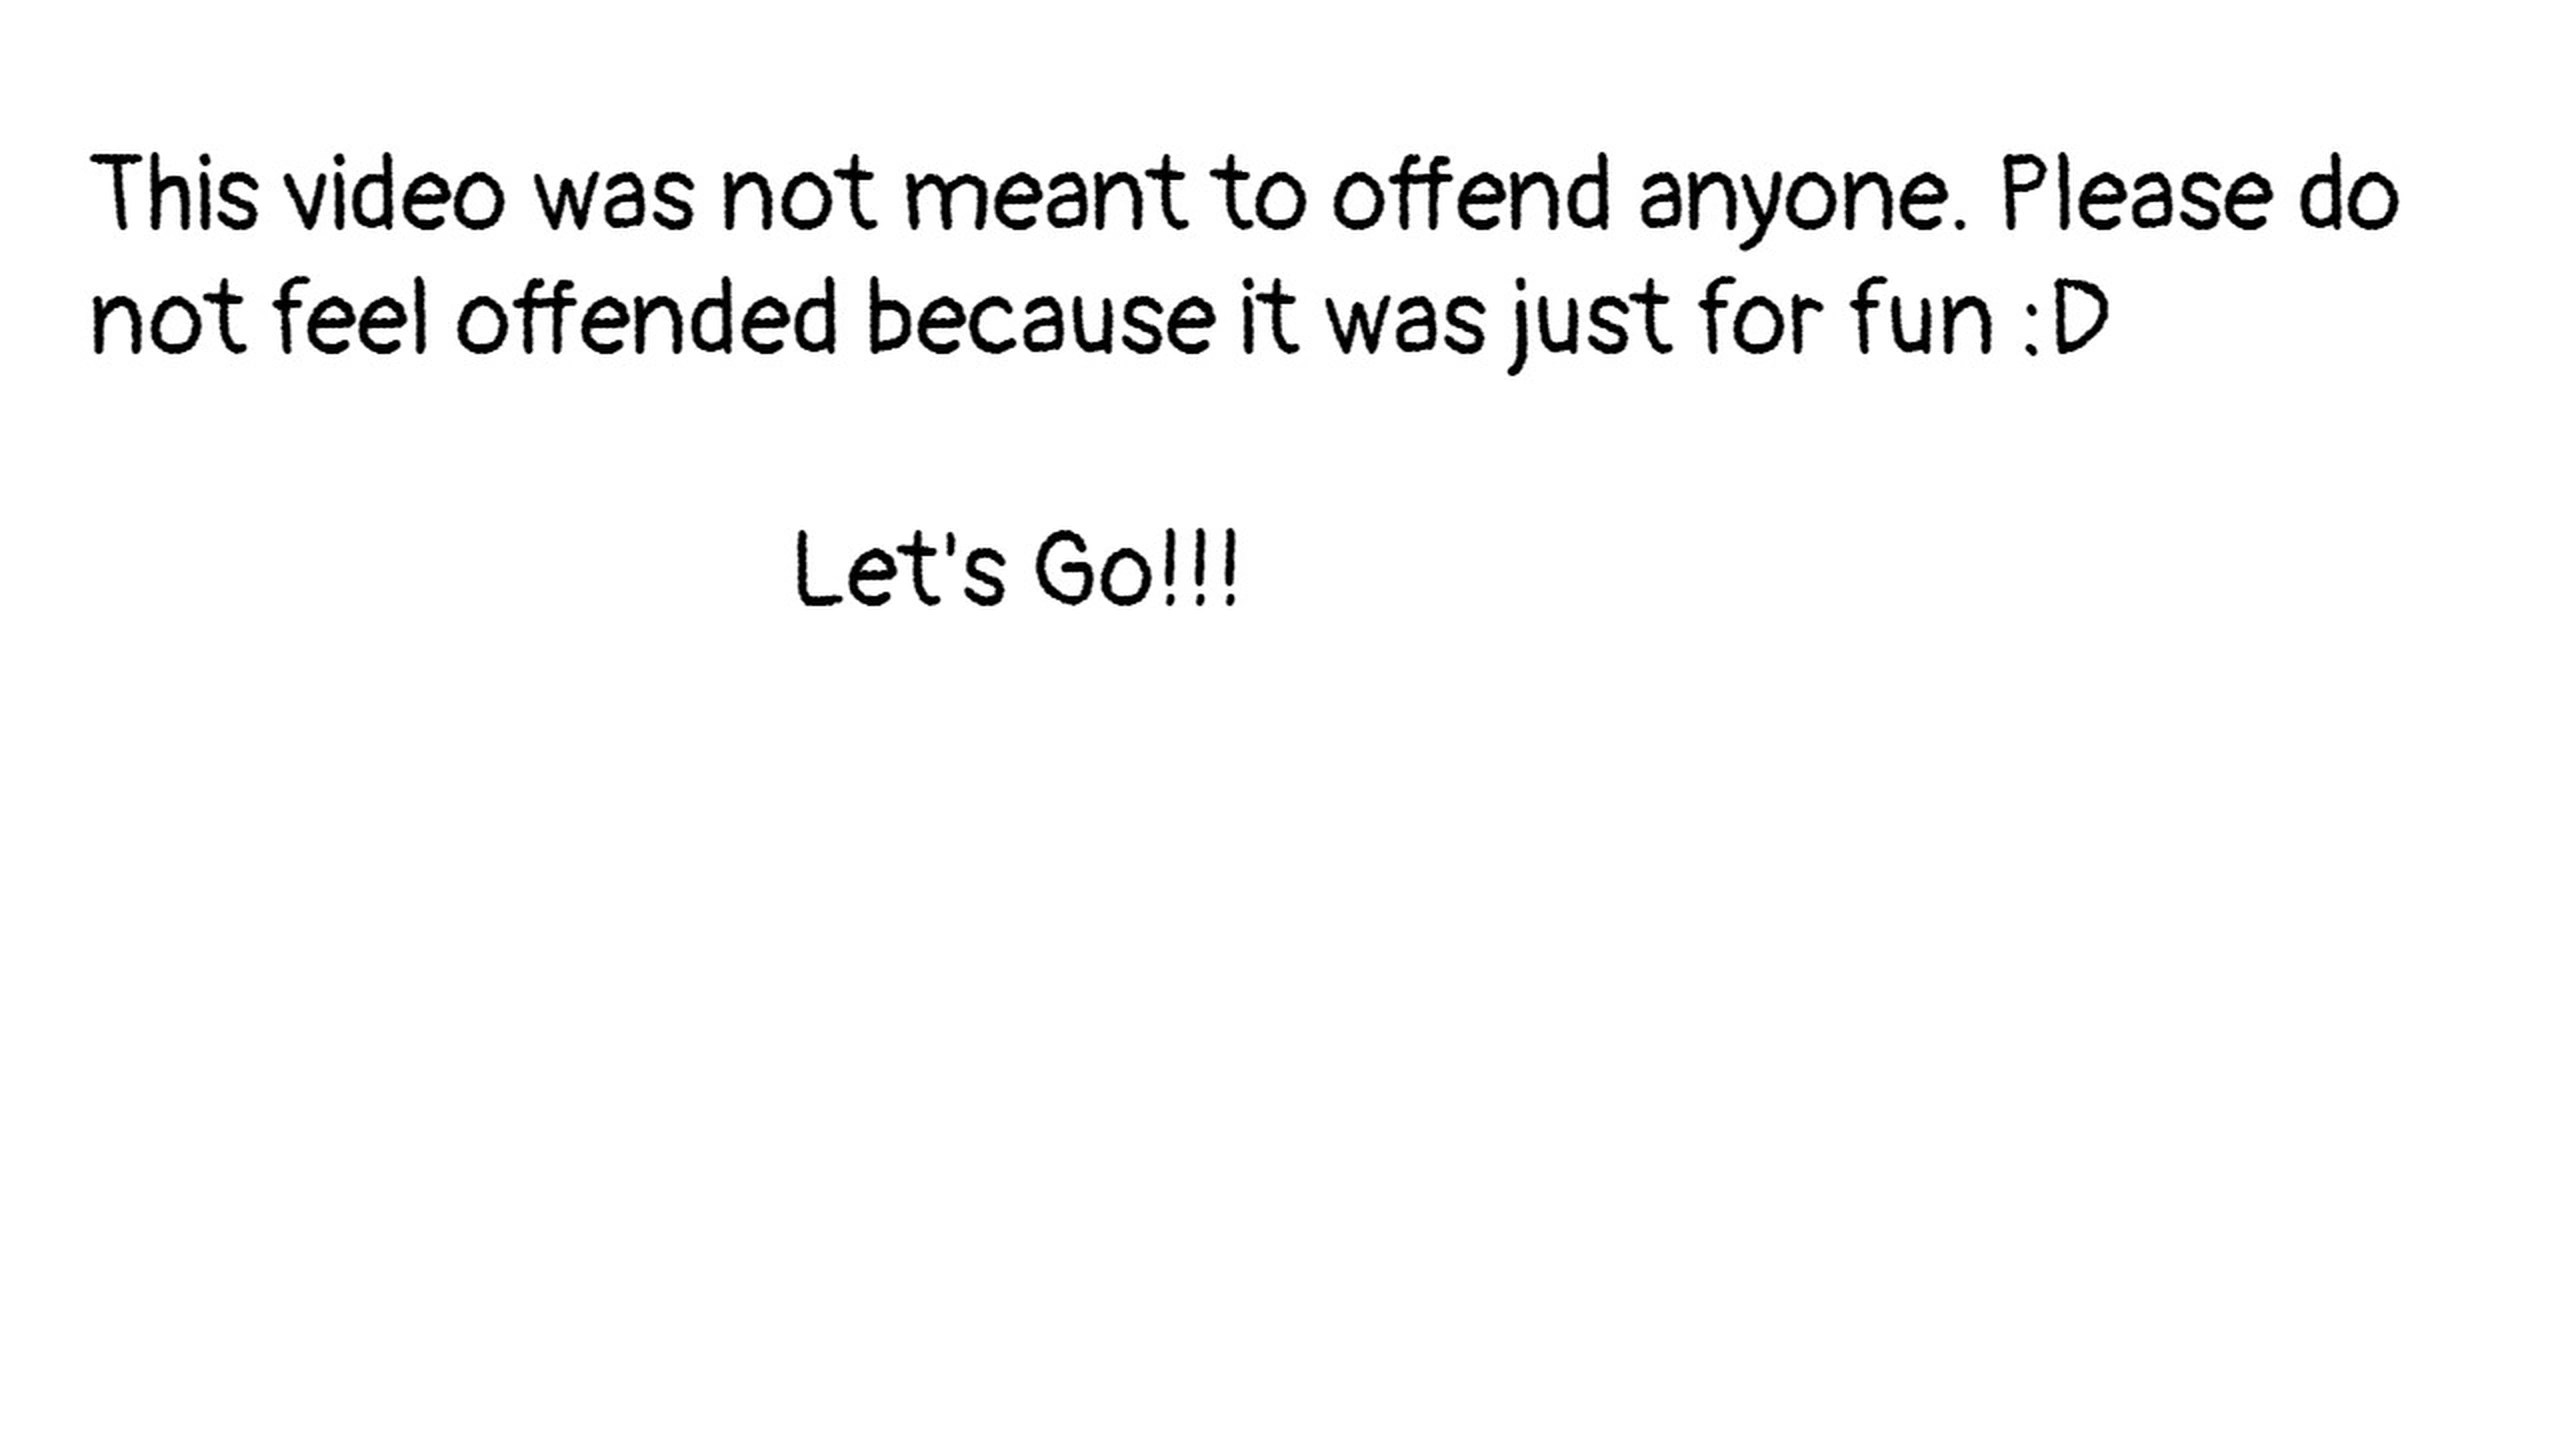 This video was not meant to offend anyone. Please do
not feel offended because it was just for fun :D
Let's Go!!!